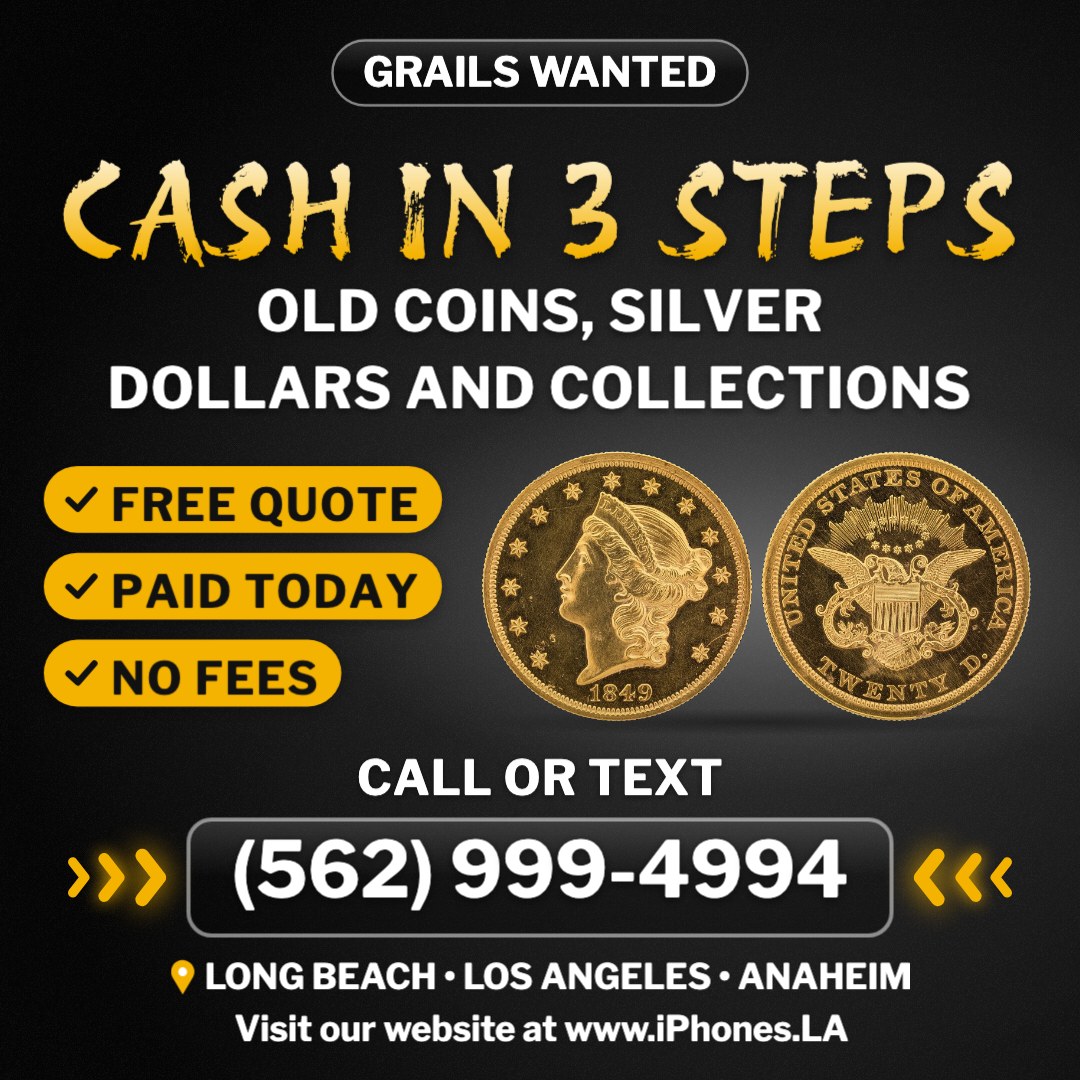 GRAILS WANTED
CASH IN 3 STEPS
OLD COINS, SILVER
DOLLARS AND COLLECTIONS
FREE QUOTE
PAID TODAY
NO FEES
1849
UNITED STATES OF AMERICA
TWENTY D.
CALL OR TEXT
(562) 999-4994
LONG BEACH • LOS ANGELES • ANAHEIM
Visit our website at www.iPhones.LA